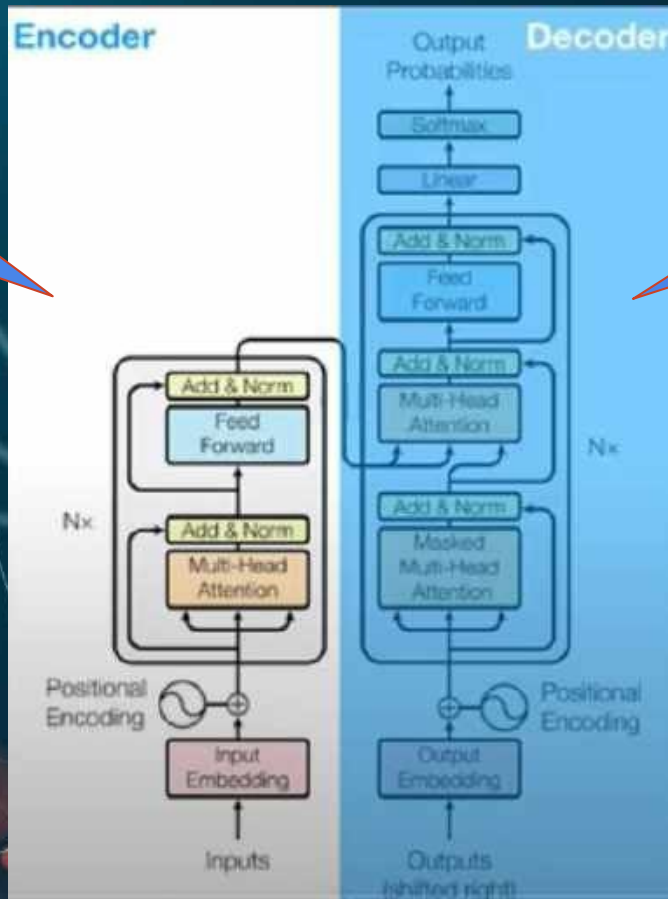 Encoder
Decoder
Output
Probabilities
Softmax
Linear
Add & Norm
Feed
Forward
Add & Norm
Multi-Head
Attention
Nx
Add & Norm
Masked
Multi-Head
Attention
Positional
Encoding
Output
Embedding
Outputs
(shifted right)
Add & Norm
Feed
Forward
Nx
Add & Norm
Multi-Head
Attention
Positional
Encoding
Input
Embedding
Inputs